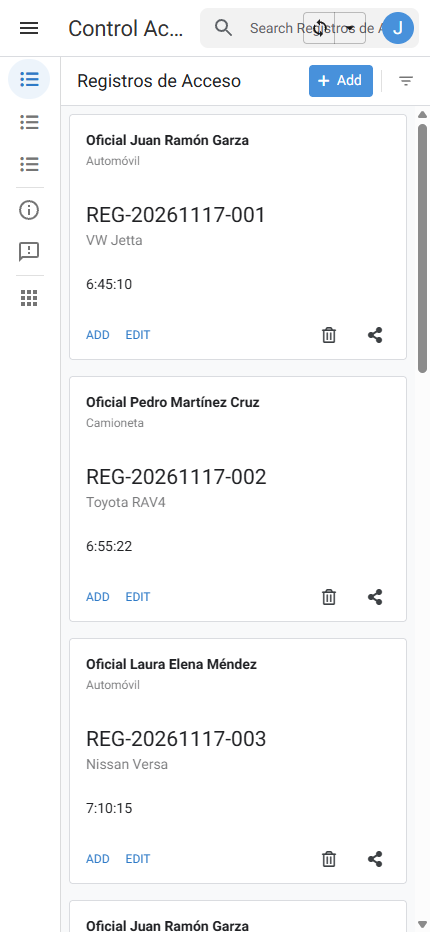 Control Ac...
Search Registros de A
J
Registros de Acceso
Add
Oficial Juan Ramón Garza
Automóvil
REG-20261117-001
VW Jetta
6:45:10
ADD EDIT
Oficial Pedro Martínez Cruz
Camioneta
REG-20261117-002
Toyota RAV4
6:55:22
ADD EDIT
Oficial Laura Elena Méndez
Automóvil
REG-20261117-003
Nissan Versa
7:10:15
ADD EDIT
Oficial Juan Ramón Garza